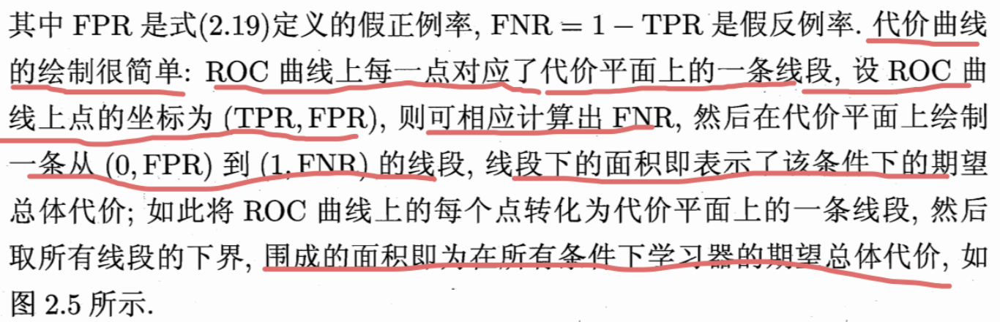 其中 FPR 是式(2.19)定义的假正例率, FNR = 1 − TPR 是假反例率. 代价曲线
的绘制很简单: ROC 曲线上每一点对应了代价平面上的一条线段, 设 ROC 曲
线上点的坐标为 (TPR, FPR), 则可相应计算出 FNR, 然后在代价平面上绘制
一条从 (0, FPR) 到 (1, FNR) 的线段, 线段下的面积即表示了该条件下的期望
总体代价; 如此将 ROC 曲线上的每个点转化为代价平面上的一条线段, 然后
取所有线段的下界, 围成的面积即为在所有条件下学习器的期望总体代价, 如
图 2.5 所示.